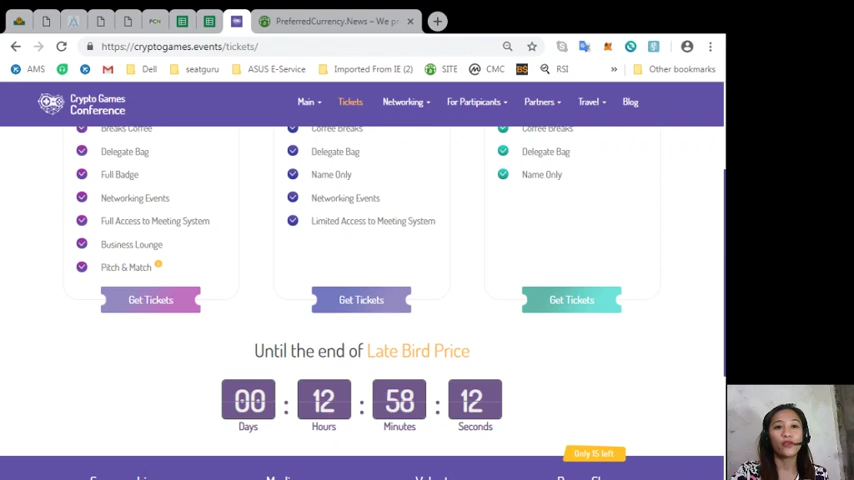 PCN
PreferredCurrency.News – We pr
https://cryptogames.events/tickets/
AMS
Dell
seatguru
ASUS E-Service
Imported From IE (2)
SITE
CMC
BS
RSI
»
Other bookmarks
Crypto Games
Conference
Main
Tickets
Networking
For Partipicants
Partners
Travel
Blog
Breaks Coffee
Delegate Bag
Full Badge
Networking Events
Full Access to Meeting System
Business Lounge
Pitch & Match
Get Tickets
Coffee Breaks
Delegate Bag
Name Only
Networking Events
Limited Access to Meeting System
Get Tickets
Coffee Breaks
Delegate Bag
Name Only
Get Tickets
Until the end of Late Bird Price
00 : 12 : 58 : 12
Days Hours Minutes Seconds
Only 15 left